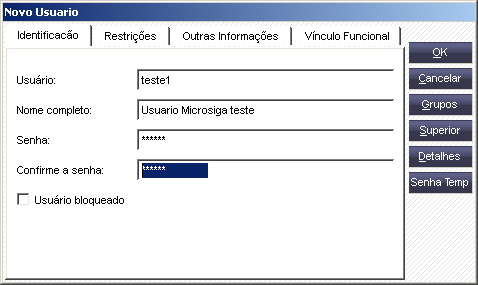 Novo Usuario
Identificacão Restrições Outras Informações Vínculo Funcional
OK
Usuário: teste1
Cancelar
Nome completo: Usuario Microsiga teste
Grupos
Senha: ******
Superior
Confirme a senha: ******
Detalhes
Senha Temp
Usuário bloqueado